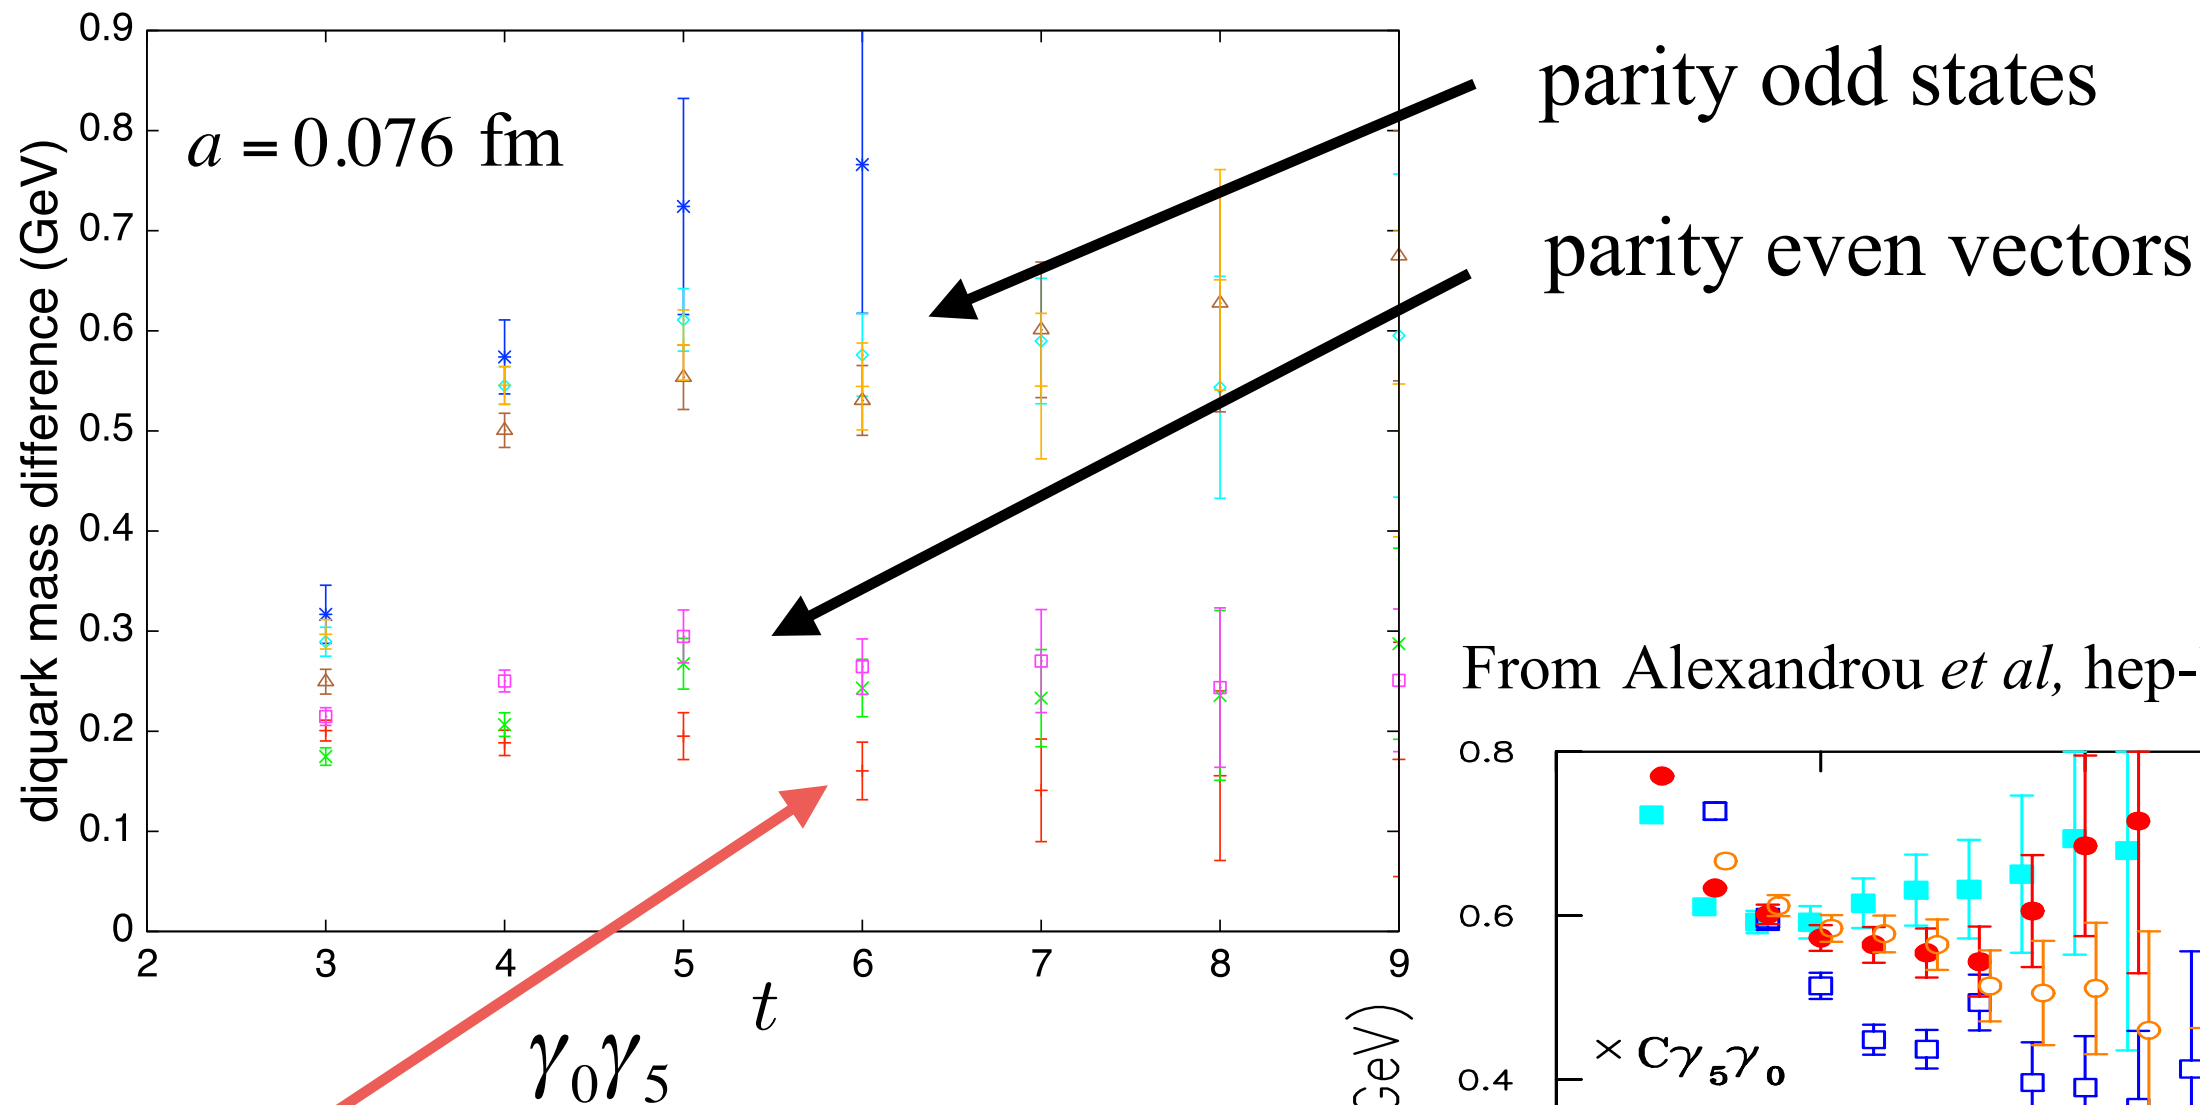 0.9
0.8
0.7
0.6
0.5
0.4
0.3
0.2
0.1
0
2 3 4 5 6 7 8 9
diquark mass difference (GeV)
t
a = 0.076 fm
parity odd states
parity even vectors
γ₀γ₅
From Alexandrou et al, hep-
0.8
0.6
0.4
GeV)
× Cγ₅γ₀